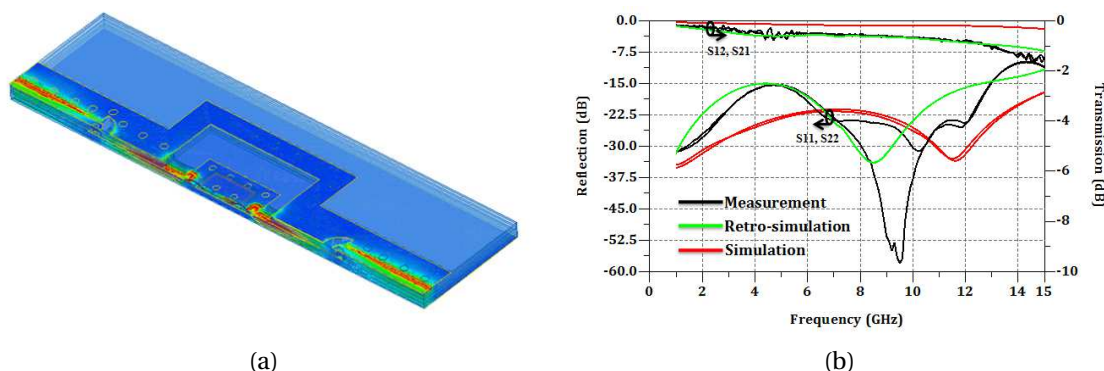 0.0
-7.5
-15.0
-22.5
-30.0
-37.5
-45.0
-52.5
-60.0
Reflection [dB]
S12, S21
S11, S22
Measurement
Retro-simulation
Simulation
0
-2
-4
-6
-8
-10
Transmission [dB]
0 2 4 6 8 10 12 14 15
Frequency (GHz)
(a) (b)